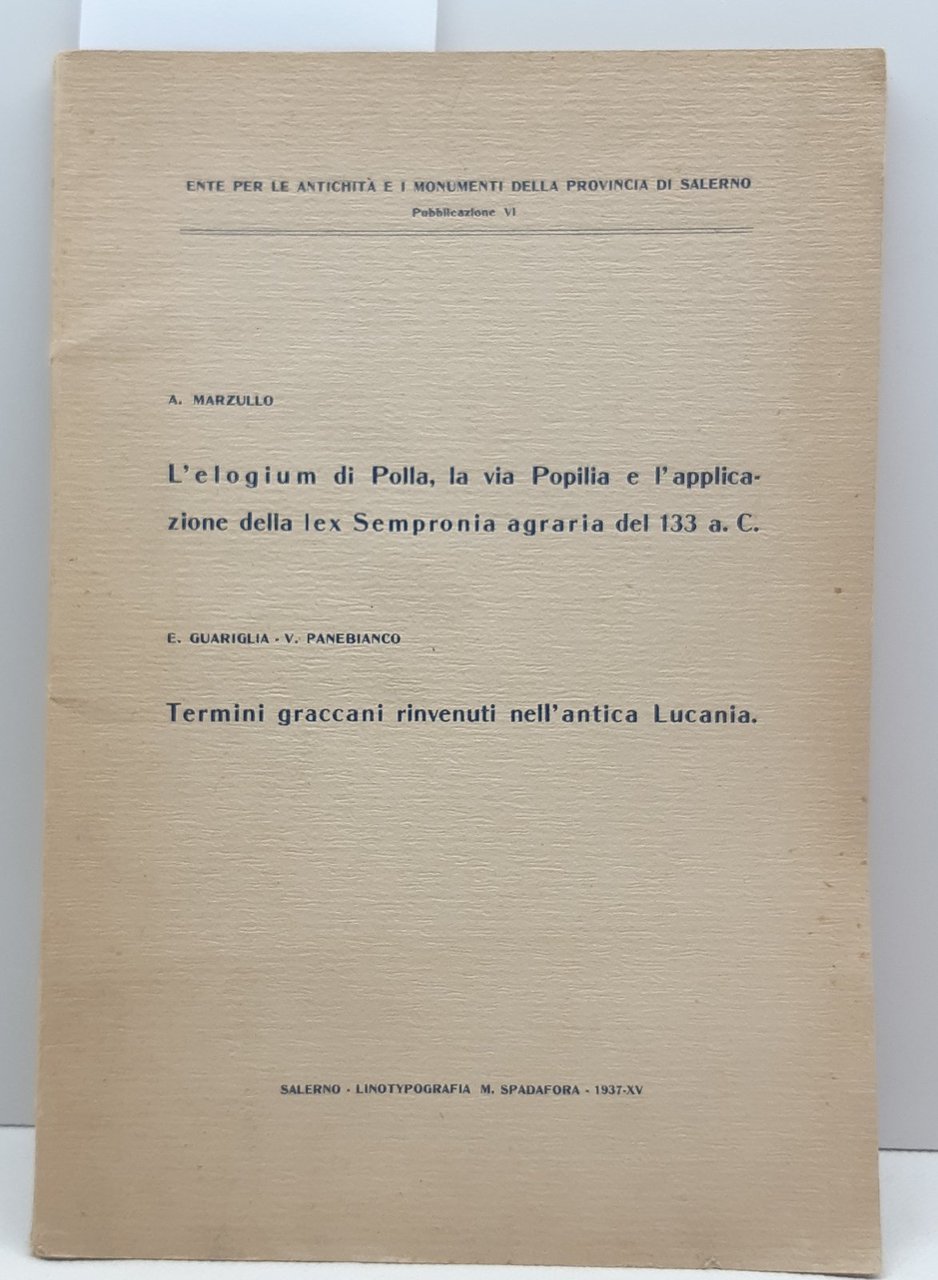 ENTE PER LE ANTICHITÀ E I MONUMENTI DELLA PROVINCIA DI SALERNO
Pubblicazione VI
A. MARZULLO
L'elogium di Polla, la via Popilia e l'applica-
zione della lex Sempronia agraria del 133 a. C.
E. GUARIGLIA - V. PANEBIANCO
Termini graccani rinvenuti nell'antica Lucania.
SALERNO - LINOTYPOGRAFIA M. SPADAFORA - 1937-XV